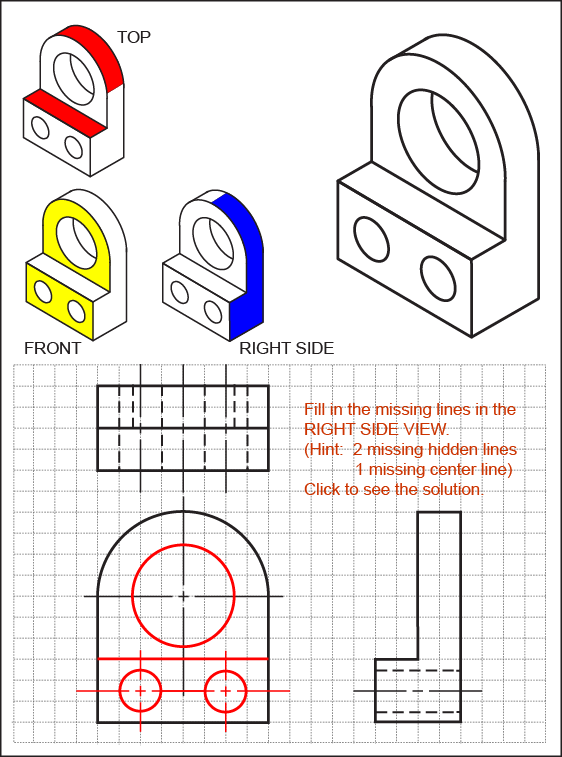 TOP
FRONT
RIGHT SIDE
Fill in the missing lines in the
RIGHT SIDE VIEW.
(Hint:  2 missing hidden lines
1 missing center line)
Click to see the solution.